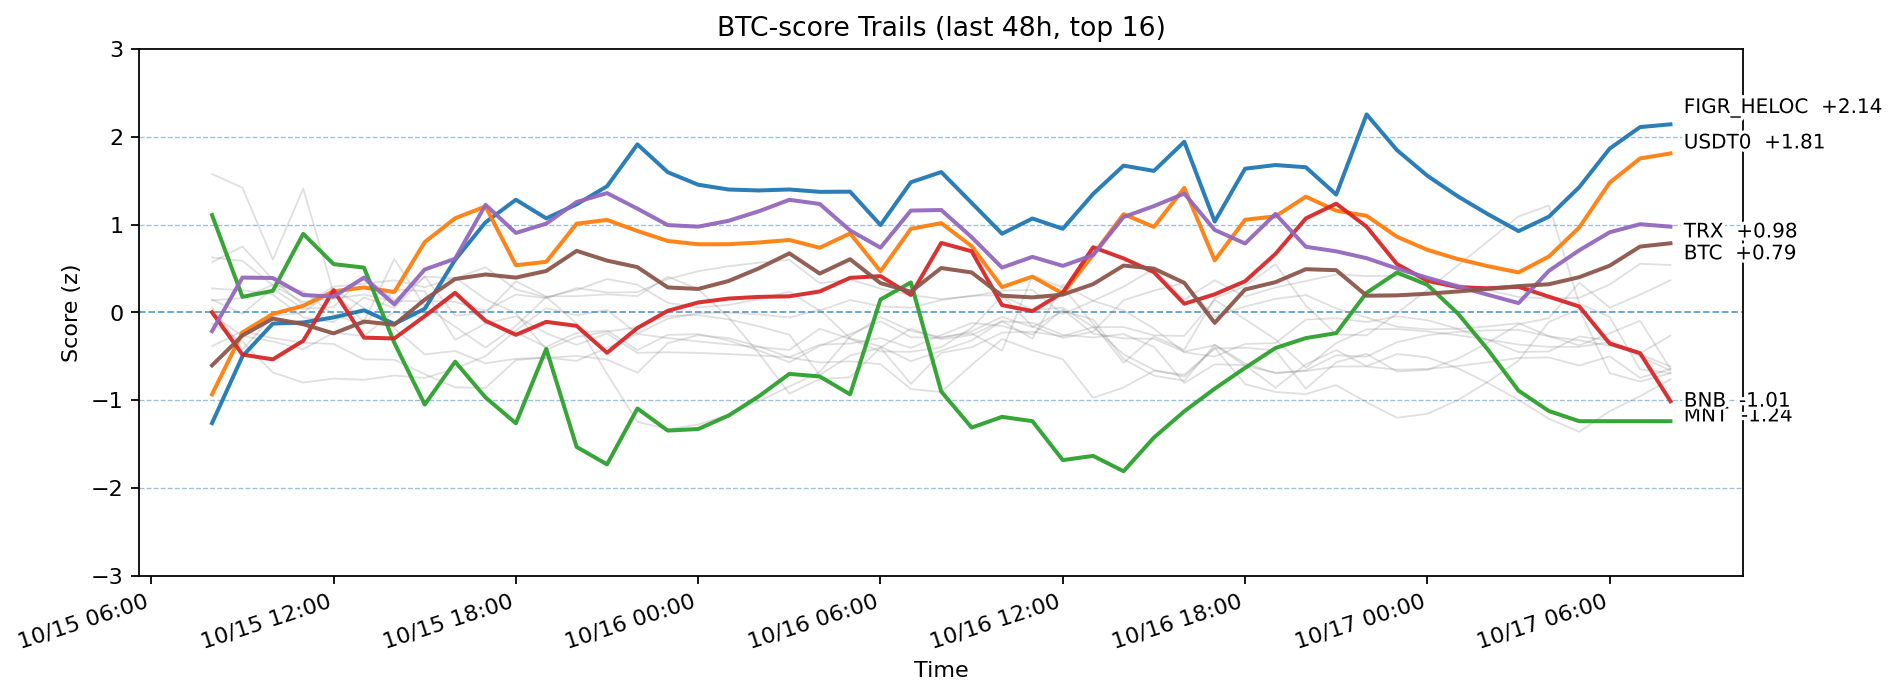 BTC-score Trails (last 48h, top 16)
Score (z)
3
2
1
0
−1
−2
−3
FIGR_HELOC +2.14
USDT0 +1.81
TRX +0.98
BTC +0.79
BNB -1.01
MNT -1.24
10/15 06:00
10/15 12:00
10/15 18:00
10/16 00:00
10/16 06:00
10/16 12:00
10/16 18:00
10/17 00:00
10/17 06:00
Time